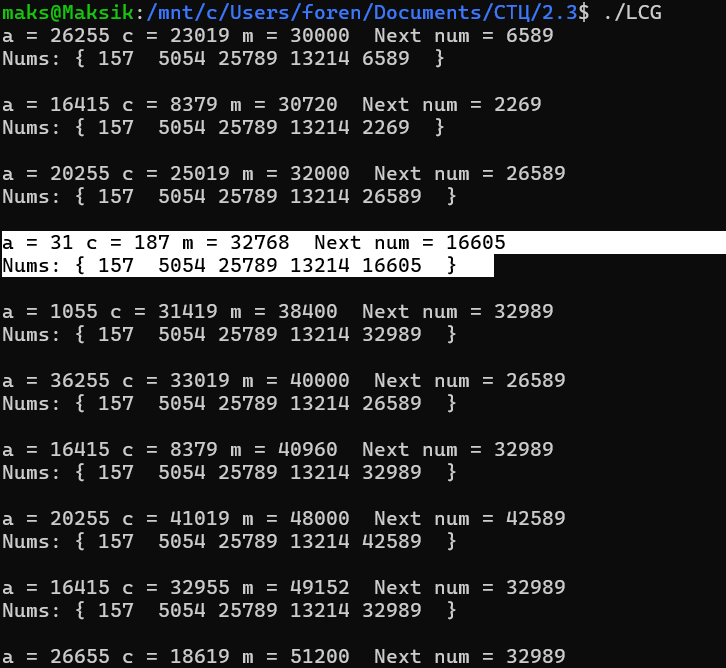 maks@Maksik:/mnt/c/Users/foren/Documents/СТЦ/2.3$ ./LCG
a = 26255 c = 23019 m = 30000  Next num = 6589
Nums: { 157  5054 25789 13214 6589  }
a = 16415 c = 8379 m = 30720  Next num = 2269
Nums: { 157  5054 25789 13214 2269  }
a = 20255 c = 25019 m = 32000  Next num = 26589
Nums: { 157  5054 25789 13214 26589  }
a = 31 c = 187 m = 32768  Next num = 16605
Nums: { 157  5054 25789 13214 16605  }
a = 1055 c = 31419 m = 38400  Next num = 32989
Nums: { 157  5054 25789 13214 32989  }
a = 36255 c = 33019 m = 40000  Next num = 26589
Nums: { 157  5054 25789 13214 26589  }
a = 16415 c = 8379 m = 40960  Next num = 32989
Nums: { 157  5054 25789 13214 32989  }
a = 20255 c = 41019 m = 48000  Next num = 42589
Nums: { 157  5054 25789 13214 42589  }
a = 16415 c = 32955 m = 49152  Next num = 32989
Nums: { 157  5054 25789 13214 32989  }
a = 26655 c = 18619 m = 51200  Next num = 32989